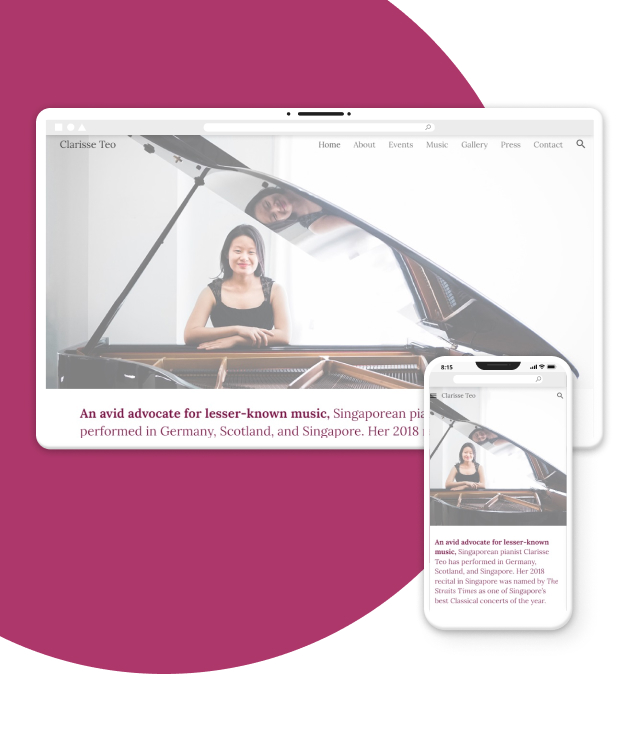 Clarisse Teo
Home About Events Music Gallery Press Contact
An avid advocate for lesser-known music, Singaporean pia
performed in Germany, Scotland, and Singapore. Her 2018
8:15
Clarisse Teo
An avid advocate for lesser-known
music, Singaporean pianist Clarisse
Teo has performed in Germany,
Scotland, and Singapore. Her 2018
recital in Singapore was named by The
Straits Times as one of Singapore's
best Classical concerts of the year.